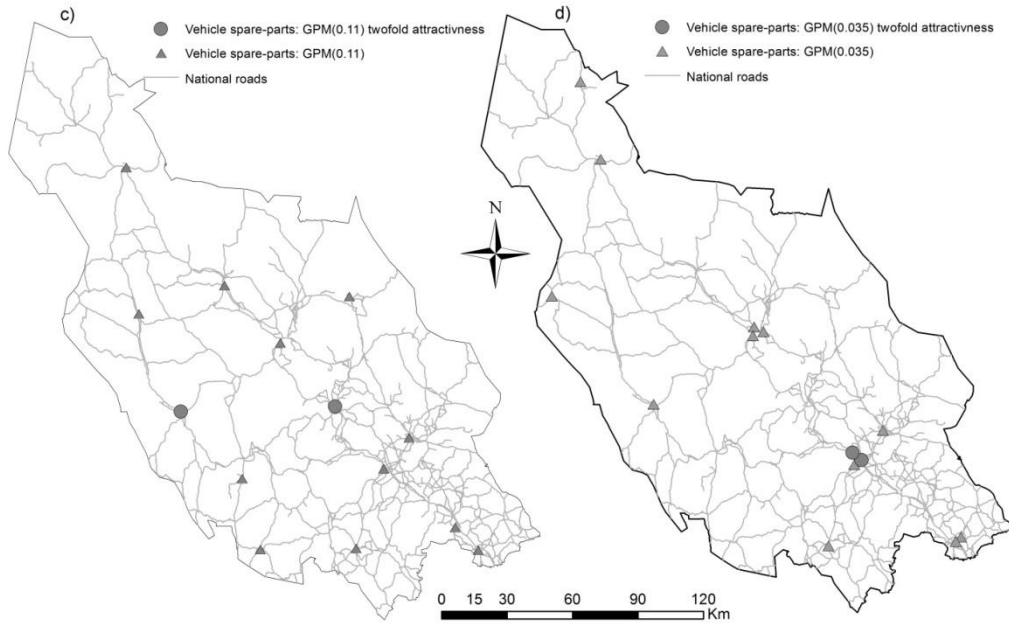 c)
Vehicle spare-parts: GPM(0.11) twofold attractivness
Vehicle spare-parts: GPM(0.11)
National roads
d)
Vehicle spare-parts: GPM(0.035) twofold attractivness
Vehicle spare-parts: GPM(0.035)
National roads
N
0 15 30 60 90 120
Km